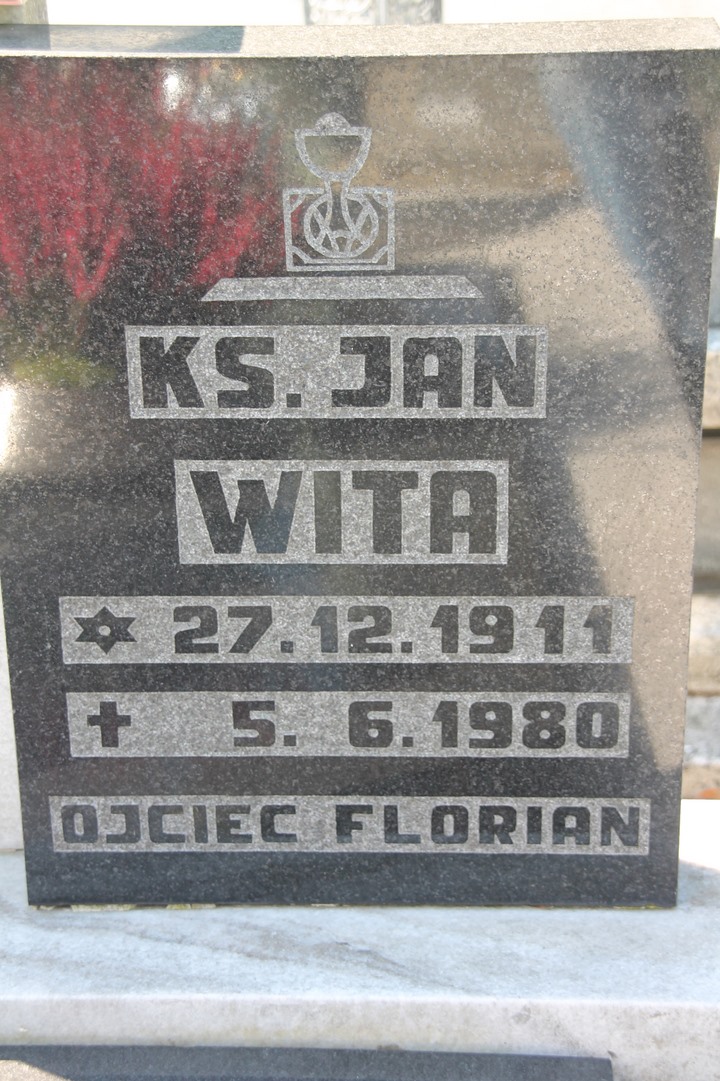 KS. JAN
WITA
✡ 27.12.1911
✝ 5. 6.1980
OJCIEC FLORIAN